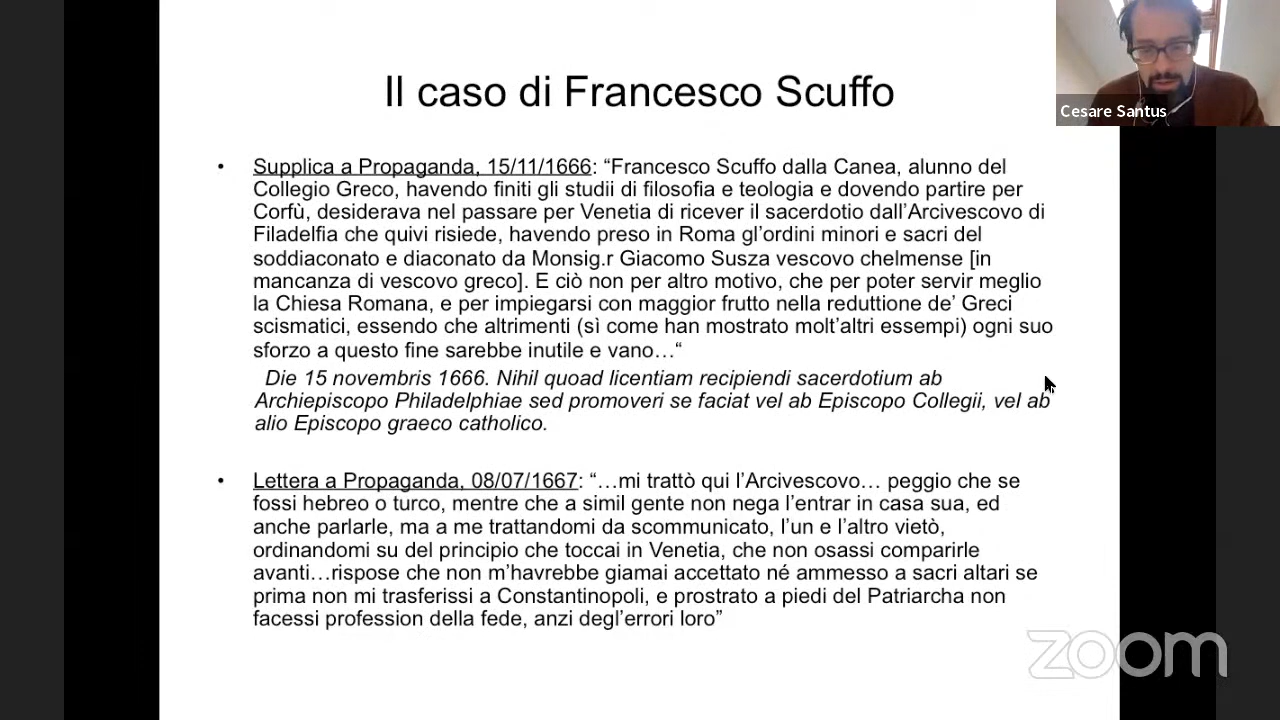 Il caso di Francesco Scuffo
Cesare Santus
• Supplica a Propaganda, 15/11/1666: “Francesco Scuffo dalla Canea, alunno del
Collegio Greco, havendo finiti gli studii di filosofia e teologia e dovendo partire per
Corfù, desiderava nel passare per Venetia di ricever il sacerdotio dall’Arcivescovo di
Filadelfia che quivi risiede, havendo preso in Roma gl’ordini minori e sacri del
soddiaconato e diaconato da Monsig.r Giacomo Susza vescovo chelmense [in
mancanza di vescovo greco]. E ciò non per altro motivo, che per poter servir meglio
la Chiesa Romana, e per impiegarsi con maggior frutto nella reduttione de’ Greci
scismatici, essendo che altrimenti (sì come han mostrato molt’altri essempi) ogni suo
sforzo a questo fine sarebbe inutile e vano…“
Die 15 novembris 1666. Nihil quoad licentiam recipiendi sacerdotium ab
Archiepiscopo Philadelphiae sed promoveri se faciat vel ab Episcopo Collegii, vel ab
alio Episcopo graeco catholico.
• Lettera a Propaganda, 08/07/1667: “…mi trattò qui l’Arcivescovo… peggio che se
fossi hebreo o turco, mentre che a simil gente non nega l’entrar in casa sua, ed
anche parlarle, ma a me trattandomi da scommunicato, l’un e l’altro vietò,
ordinandomi su del principio che toccai in Venetia, che non osassi comparirle
avanti…rispose che non m’havrebbe giamai accettato né ammesso a sacri altari se
prima non mi trasferissi a Constantinopoli, e prostrato a piedi del Patriarcha non
facessi profession della fede, anzi degl’errori loro”
zoom